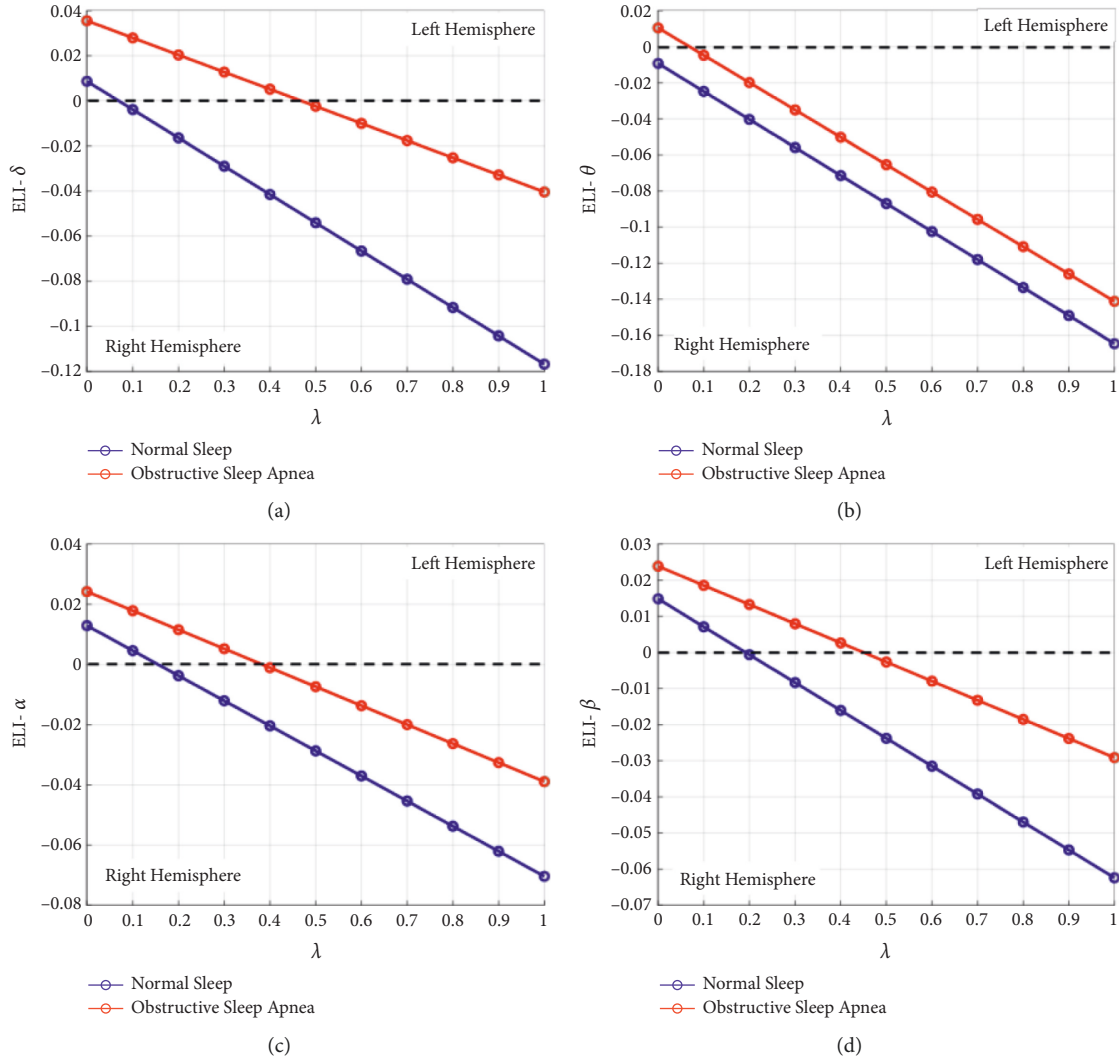 0.04
0.02
0
−0.02
−0.04
−0.06
−0.08
−0.1
−0.12
ELI- δ
Left Hemisphere
Right Hemisphere
0 0.1 0.2 0.3 0.4 0.5 0.6 0.7 0.8 0.9 1
λ
Normal Sleep
Obstructive Sleep Apnea
(a)
0.02
0
−0.02
−0.04
−0.06
−0.08
−0.1
−0.12
−0.14
−0.16
−0.18
ELI- θ
Left Hemisphere
Right Hemisphere
0 0.1 0.2 0.3 0.4 0.5 0.6 0.7 0.8 0.9 1
λ
Normal Sleep
Obstructive Sleep Apnea
(b)
0.04
0.02
0
−0.02
−0.04
−0.06
−0.08
ELI- α
Left Hemisphere
Right Hemisphere
0 0.1 0.2 0.3 0.4 0.5 0.6 0.7 0.8 0.9 1
λ
Normal Sleep
Obstructive Sleep Apnea
(c)
0.03
0.02
0.01
0
−0.01
−0.02
−0.03
−0.04
−0.05
−0.06
−0.07
ELI- β
Left Hemisphere
Right Hemisphere
0 0.1 0.2 0.3 0.4 0.5 0.6 0.7 0.8 0.9 1
λ
Normal Sleep
Obstructive Sleep Apnea
(d)